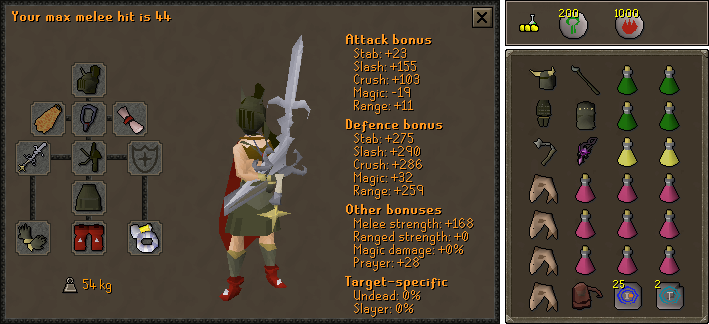 Your max melee hit is 44
Attack bonus
Stab: +23
Slash: +155
Crush: +103
Magic: -19
Range: +11
Defence bonus
Stab: +275
Slash: +290
Crush: +286
Magic: +32
Range: +259
Other bonuses
Melee strength: +168
Ranged strength: +0
Magic damage: +0%
Prayer: +28
Target-specific
Undead: 0%
Slayer: 0%
54 kg
200
1000
25
2
T